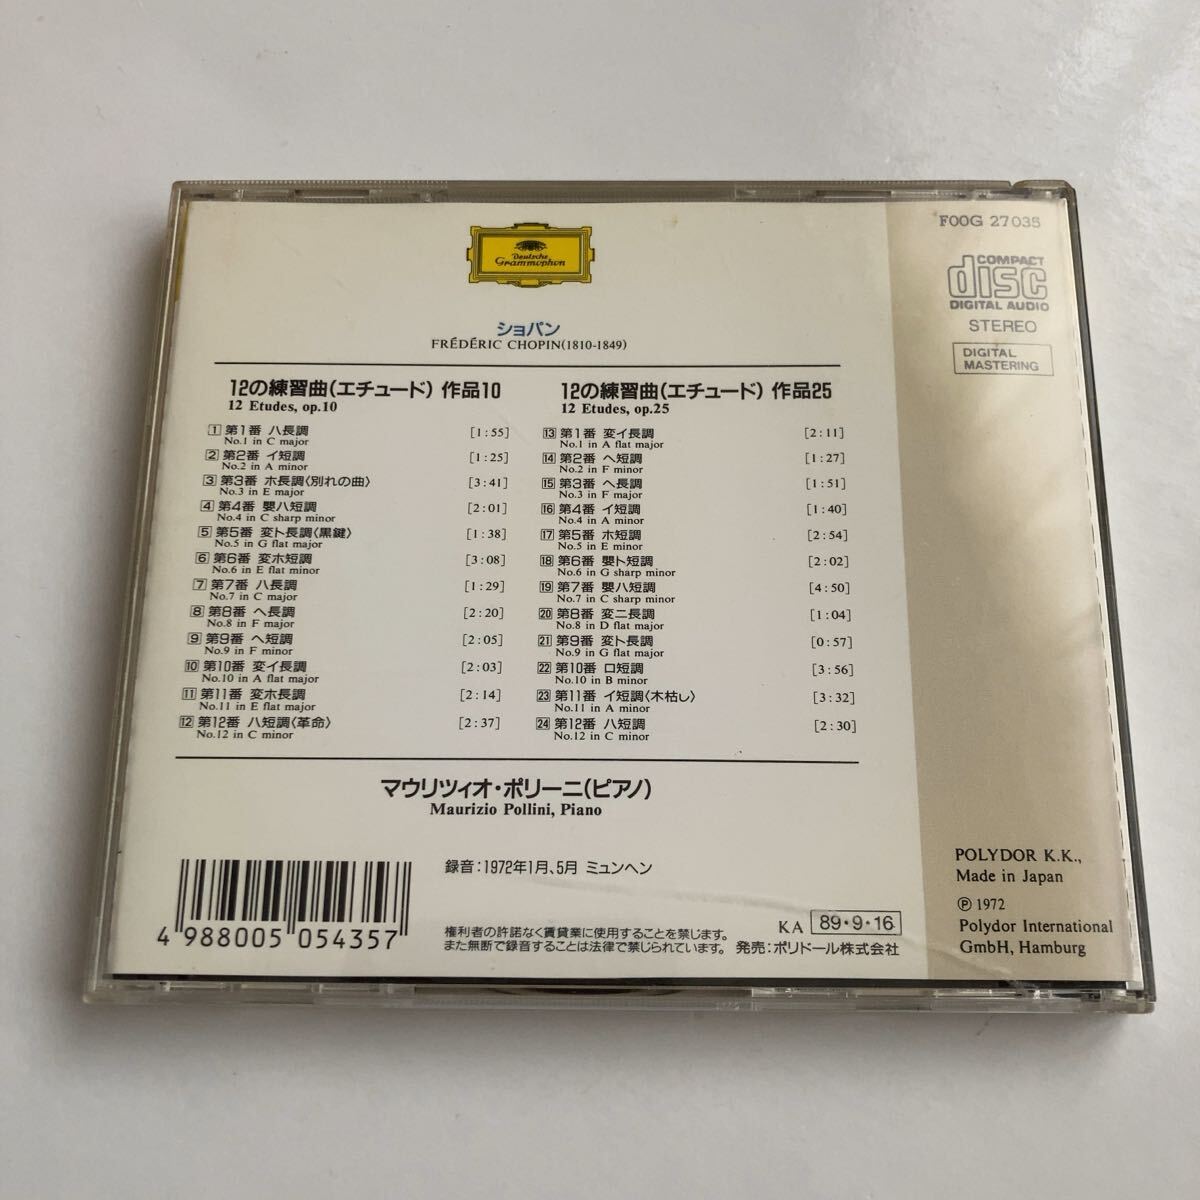 FOOG 27035
COMPACT
disc
DIGITAL AUDIO
STEREO
DIGITAL
MASTERING
Deutsche
Grammophon
ショパン
FRÉDÉRIC CHOPIN(1810-1849)
12の練習曲(エチュード) 作品10
12 Etudes, op.10
1 第1番 ハ長調 [1:55]
No.1 in C major
2 第2番 イ短調 [1:25]
No.2 in A minor
3 第3番 ホ長調〈別れの曲〉 [3:41]
No.3 in E major
4 第4番 嬰ハ短調 [2:01]
No.4 in C sharp minor
5 第5番 変ト長調〈黒鍵〉 [1:38]
No.5 in G flat major
6 第6番 変ホ短調 [3:08]
No.6 in E flat minor
7 第7番 ハ長調 [1:29]
No.7 in C major
8 第8番 ヘ長調 [2:20]
No.8 in F major
9 第9番 ヘ短調 [2:05]
No.9 in F minor
10 第10番 変イ長調 [2:03]
No.10 in A flat major
11 第11番 変ホ長調 [2:14]
No.11 in E flat major
12 第12番 ハ短調〈革命〉 [2:37]
No.12 in C minor
12の練習曲(エチュード) 作品25
12 Etudes, op.25
13 第1番 変イ長調 [2:11]
No.1 in A flat major
14 第2番 ヘ短調 [1:27]
No.2 in F minor
15 第3番 ヘ長調 [1:51]
No.3 in F major
16 第4番 イ短調 [1:40]
No.4 in A minor
17 第5番 ホ短調 [2:54]
No.5 in E minor
18 第6番 嬰ト短調 [2:02]
No.6 in G sharp minor
19 第7番 嬰ハ短調 [4:50]
No.7 in C sharp minor
20 第8番 変ニ長調 [1:04]
No.8 in D flat major
21 第9番 変ト長調 [0:57]
No.9 in G flat major
22 第10番 ロ短調 [3:56]
No.10 in B minor
23 第11番 イ短調〈木枯し〉 [3:32]
No.11 in A minor
24 第12番 ハ短調 [2:30]
No.12 in C minor
マウリツィオ・ポリーニ(ピアノ)
Maurizio Pollini, Piano
録音:1972年1月、5月 ミュンヘン
4 988005 054357
権利者の許諾なく賃貸業に使用することを禁じます。
また無断で録音することは法律で禁じられています。
KA 89・9・16
発売:ポリドール株式会社
POLYDOR K.K.,
Made in Japan
℗ 1972
Polydor International
GmbH, Hamburg